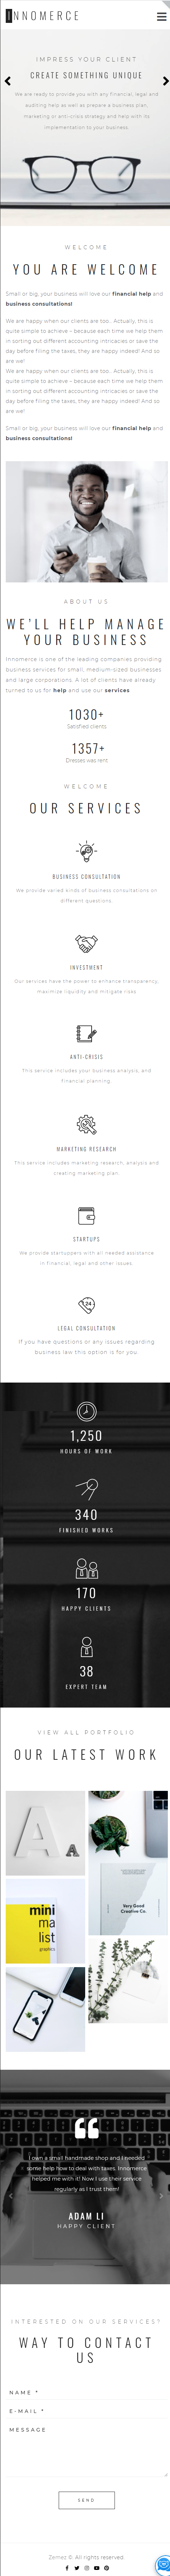 INNOMERCE
IMPRESS YOUR CLIENT
CREATE SOMETHING UNIQUE
We are ready to provide you with any financial, legal and
auditing help as well as prepare a business plan,
marketing or anti-crisis strategy and help with its
implementation to your business.
WELCOME
YOU ARE WELCOME
Small or big, your business will love our financial help and
business consultations!
We are happy when our clients are too… Actually, this is
quite simple to achieve – because each time we help them
in sorting out different accounting intricacies or save the
day before filing the taxes, they are happy indeed! And so
are we!
We are happy when our clients are too… Actually, this is
quite simple to achieve – because each time we help them
in sorting out different accounting intricacies or save the
day before filing the taxes, they are happy indeed! And so
are we!
Small or big, your business will love our financial help and
business consultations!
ABOUT US
WE'LL HELP MANAGE
YOUR BUSINESS
Innomerce is one of the leading companies providing
business services for small, medium-sized businesses
and large corporations. A lot of clients have already
turned to us for help and use our services.
1030+
Satisfied clients
1357+
Dresses was rent
WELCOME
OUR SERVICES
BUSINESS CONSULTATION
We provide varied kinds of business consultations on
different questions.
INVESTMENT
Our services have the power to enhance transparency,
maximize liquidity and mitigate risks.
ANTI-CRISIS
This service includes your business analysis, and
financial planning.
MARKETING RESEARCH
This service includes marketing research, analysis and
creating marketing plan.
STARTUPS
We provide startuppers with all needed assistance
in financial, legal and other issues.
24
LEGAL CONSULTATION
If you have questions or any issues regarding
business law this option is for you.
1,250
HOURS OF WORK
340
FINISHED WORKS
170
HAPPY CLIENTS
38
EXPERT TEAM
VIEW ALL PORTFOLIO
OUR LATEST WORK
A
A
mini
ma
list
graphics
Very Good
Creative Co.
I own a small handmade shop and I needed
some help how to deal with taxes. Innomerce
helped me with it! Now I use their service
regularly as I trust them!
ADAM LI
HAPPY CLIENT
INTERESTED ON OUR SERVICES?
WAY TO CONTACT
US
NAME *
E-MAIL *
MESSAGE
SEND
Zemez © All rights reserved